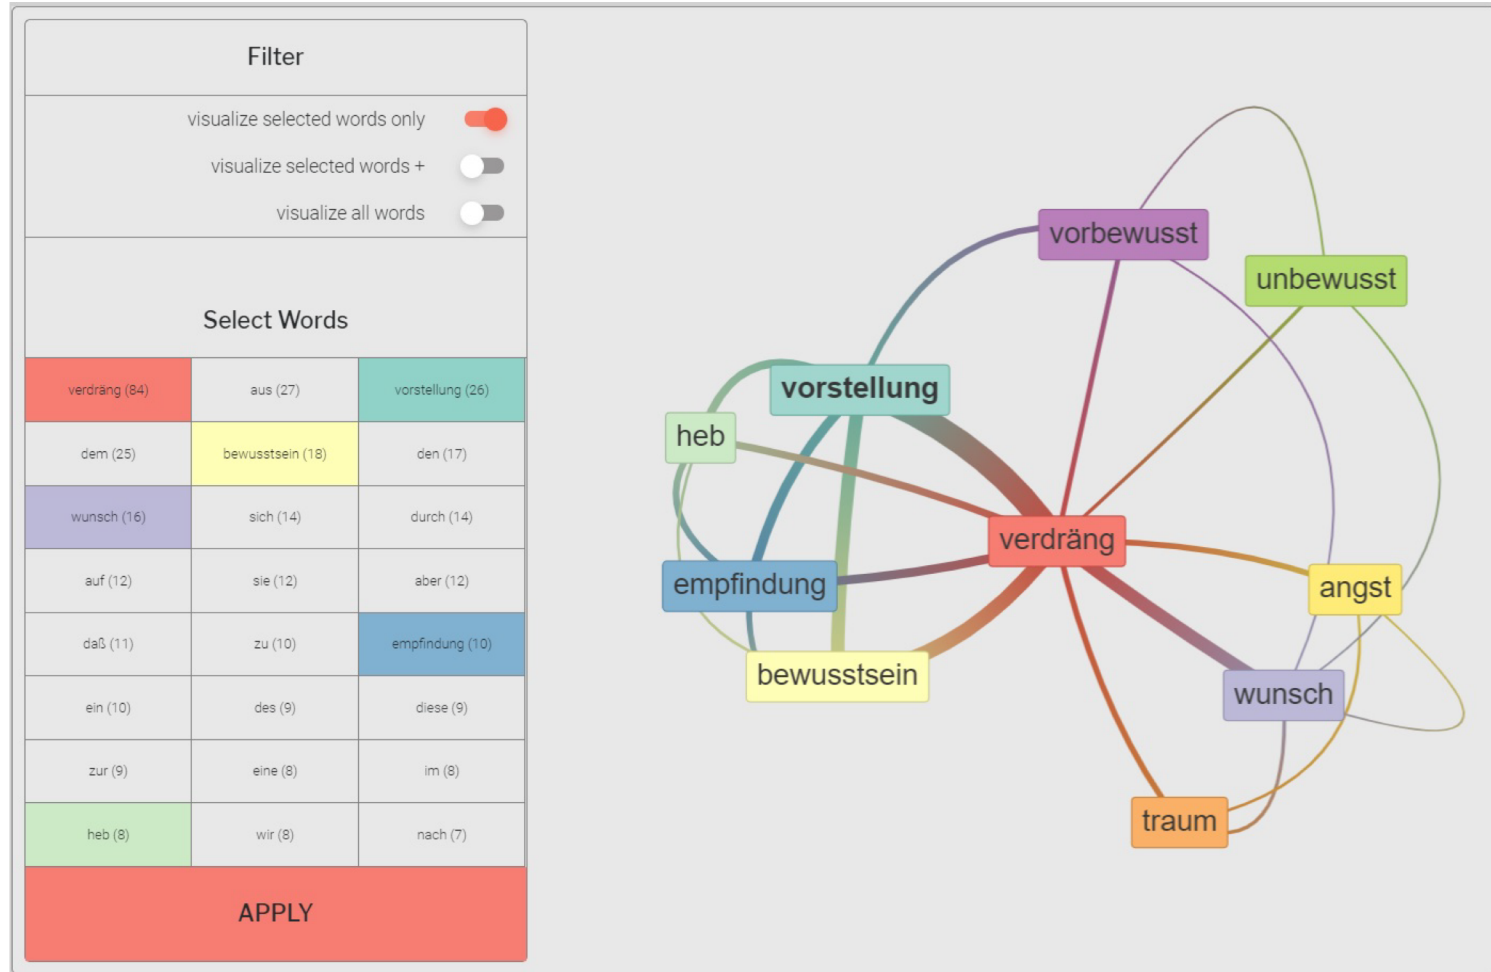 Filter
visualize selected words only
visualize selected words +
visualize all words
Select Words
verdräng (84) aus (27) vorstellung (26)
dem (25) bewusstsein (18) den (17)
wunsch (16) sich (14) durch (14)
auf (12) sie (12) aber (12)
daß (11) zu (10) empfindung (10)
ein (10) des (9) diese (9)
zur (9) eine (8) im (8)
heb (8) wir (8) nach (7)
APPLY
vorbewusst
unbewusst
vorstellung
heb
verdräng
empfindung
angst
bewusstsein
wunsch
traum